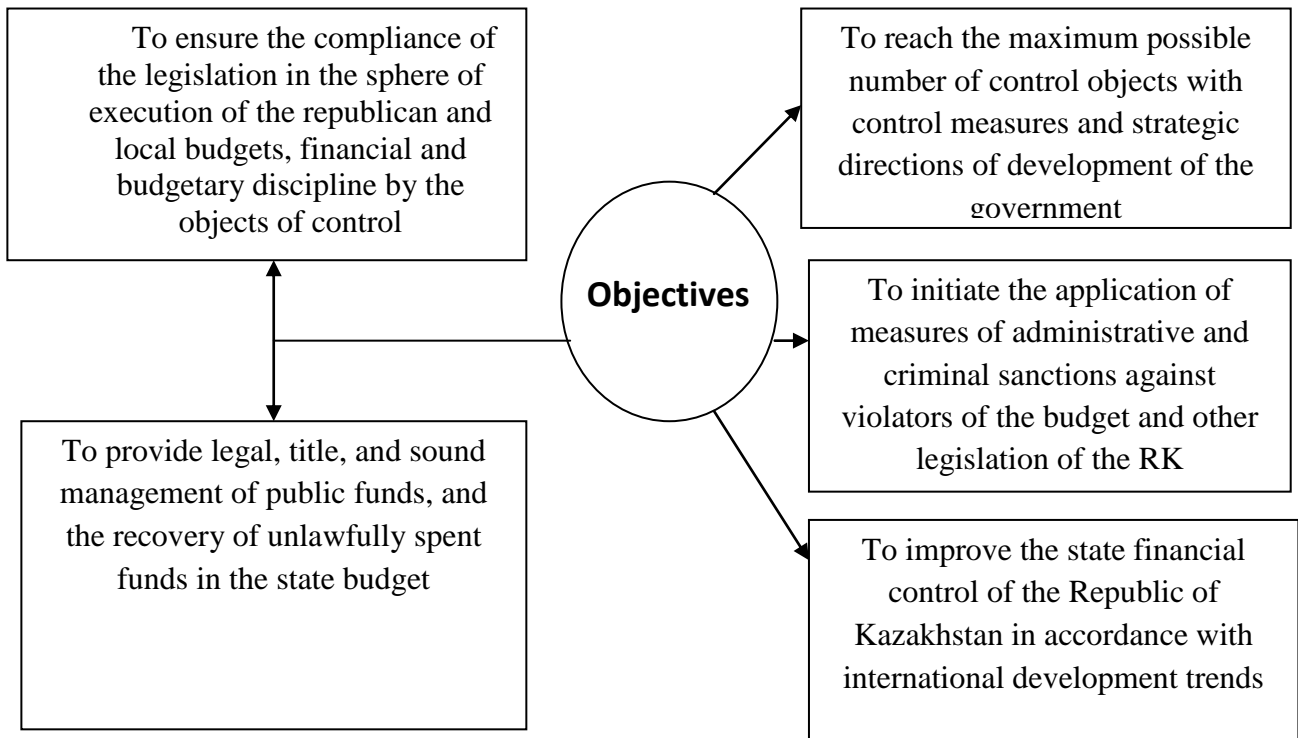 To ensure the compliance of
the legislation in the sphere of
execution of the republican and
local budgets, financial and
budgetary discipline by the
objects of control
To provide legal, title, and sound
management of public funds, and
the recovery of unlawfully spent
funds in the state budget
Objectives
To reach the maximum possible
number of control objects with
control measures and strategic
directions of development of the
government
To initiate the application of
measures of administrative and
criminal sanctions against
violators of the budget and other
legislation of the RK
To improve the state financial
control of the Republic of
Kazakhstan in accordance with
international development trends